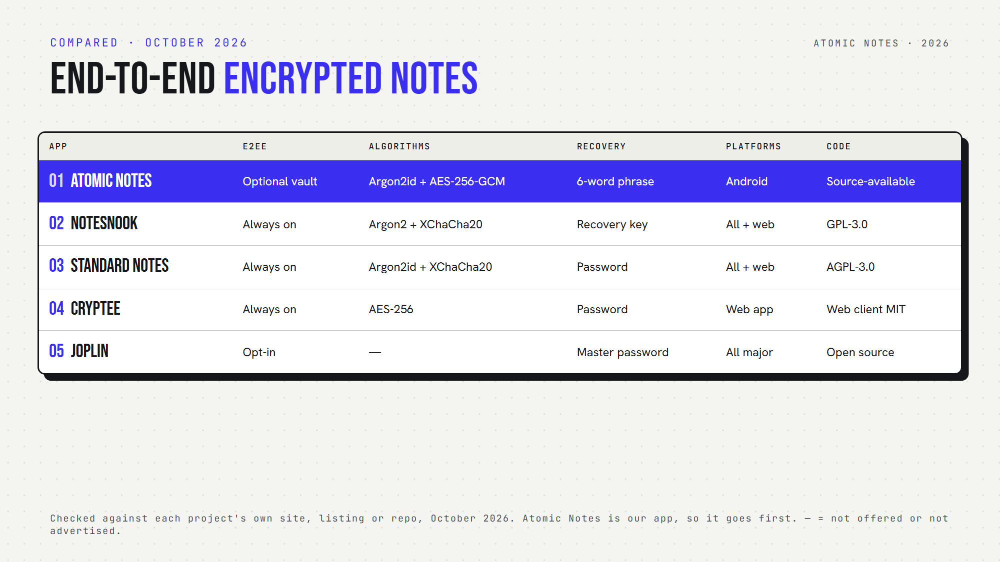 COMPARED · OCTOBER 2026
ATOMIC NOTES · 2026
END-TO-END ENCRYPTED NOTES
APP E2EE ALGORITHMS RECOVERY PLATFORMS CODE
01 ATOMIC NOTES Optional vault Argon2id + AES-256-GCM 6-word phrase Android Source-available
02 NOTESNOOK Always on Argon2 + XChaCha20 Recovery key All + web GPL-3.0
03 STANDARD NOTES Always on Argon2id + XChaCha20 Password All + web AGPL-3.0
04 CRYPTEE Always on AES-256 Password Web app Web client MIT
05 JOPLIN Opt-in — Master password All major Open source
Checked against each project's own site, listing or repo, October 2026. Atomic Notes is our app, so it goes first. — = not offered or not
advertised.